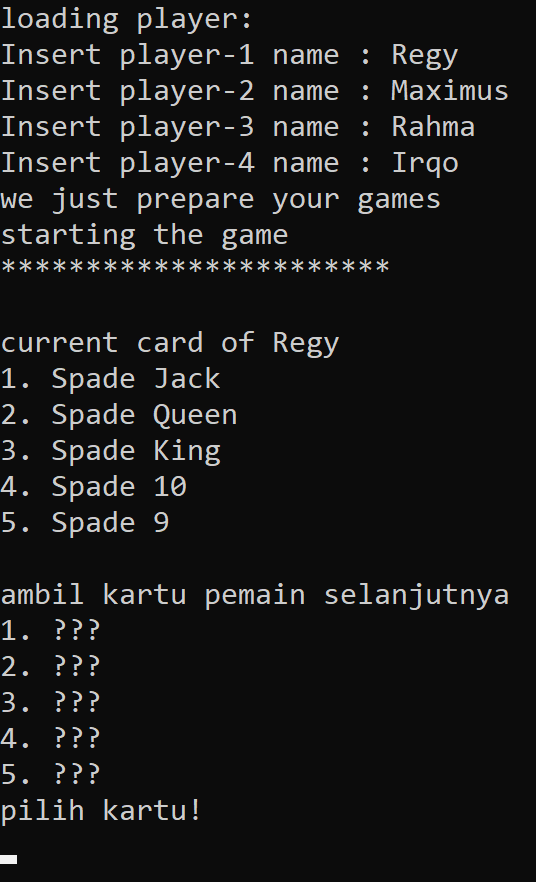 loading player:
Insert player-1 name : Regy
Insert player-2 name : Maximus
Insert player-3 name : Rahma
Insert player-4 name : Irqo
we just prepare your games
starting the game
***********************
current card of Regy
1. Spade Jack
2. Spade Queen
3. Spade King
4. Spade 10
5. Spade 9
ambil kartu pemain selanjutnya
1. ???
2. ???
3. ???
4. ???
5. ???
pilih kartu!